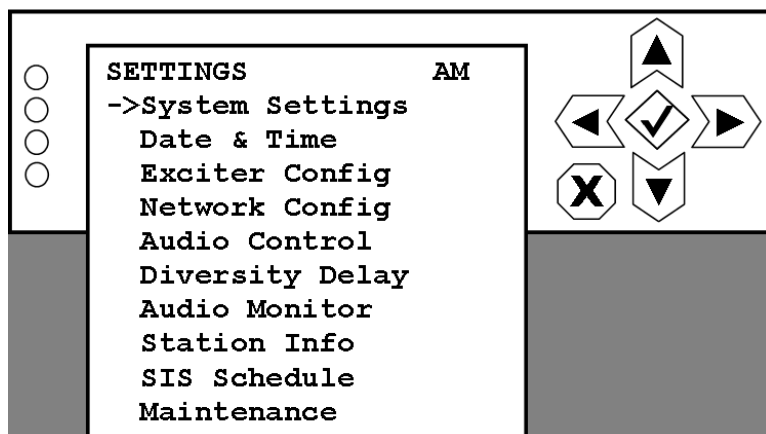 SETTINGS AM
->System Settings
Date & Time
Exciter Config
Network Config
Audio Control
Diversity Delay
Audio Monitor
Station Info
SIS Schedule
Maintenance
X